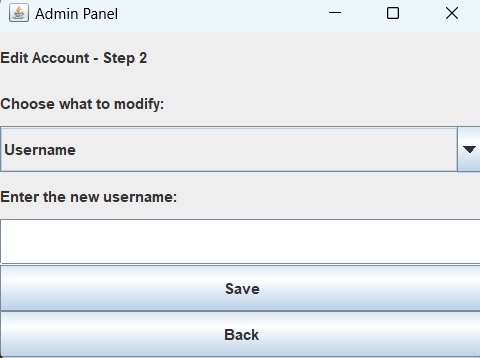 Admin Panel
Edit Account - Step 2
Choose what to modify:
Username
Enter the new username:
Save
Back